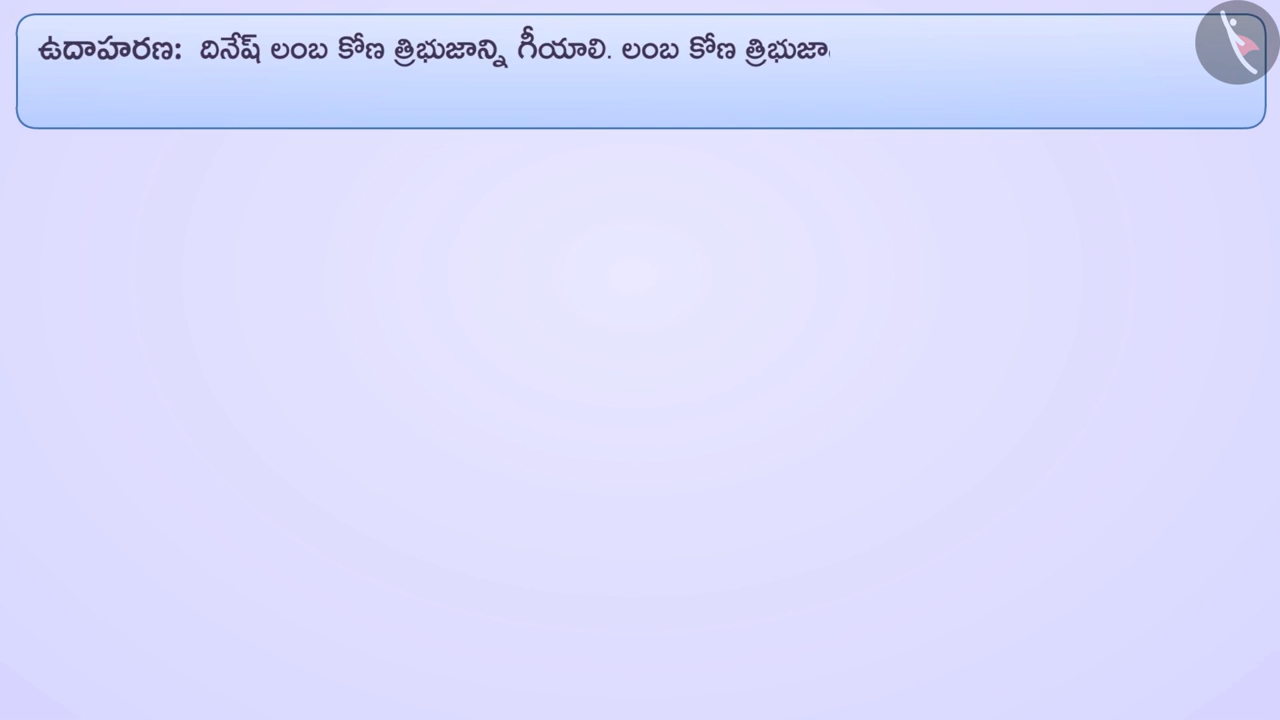 ఉదాహరణ: దినేష్ లంబ కోణ త్రిభుజాన్ని గీయాలి. లంబ కోణ